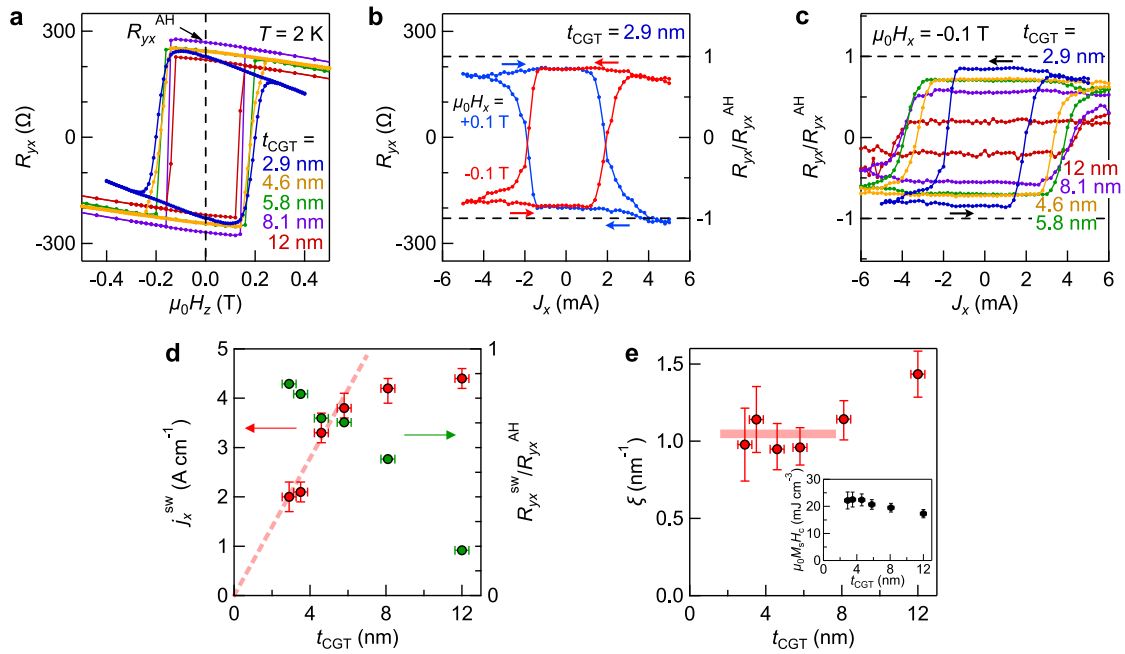 a
R_yx^AH
T = 2 K
300
0
-300
R_yx (Ω)
t_CGT =
2.9 nm
4.6 nm
5.8 nm
8.1 nm
12 nm
-0.4 0.0 0.4
μ₀H_z (T)
b
t_CGT = 2.9 nm
300
0
-300
R_yx (Ω)
μ₀H_x =
+0.1 T
-0.1 T
1
0
-1
R_yx/R_yx^AH
-6 -4 -2 0 2 4 6
J_x (mA)
c
μ₀H_x = -0.1 T
t_CGT =
2.9 nm
1
0
-1
R_yx/R_yx^AH
12 nm
8.1 nm
4.6 nm
5.8 nm
-6 -4 -2 0 2 4 6
J_x (mA)
d
5
4
3
2
1
0
j_x^sw (A cm⁻¹)
1
0
R_yx^sw/R_yx^AH
0 4 8 12
t_CGT (nm)
e
1.5
1.0
0.5
0.0
ξ (nm⁻¹)
30
20
10
0
μ₀M_sH_c (mJ cm⁻³)
0 4 8 12
t_CGT (nm)
0 4 8 12
t_CGT (nm)